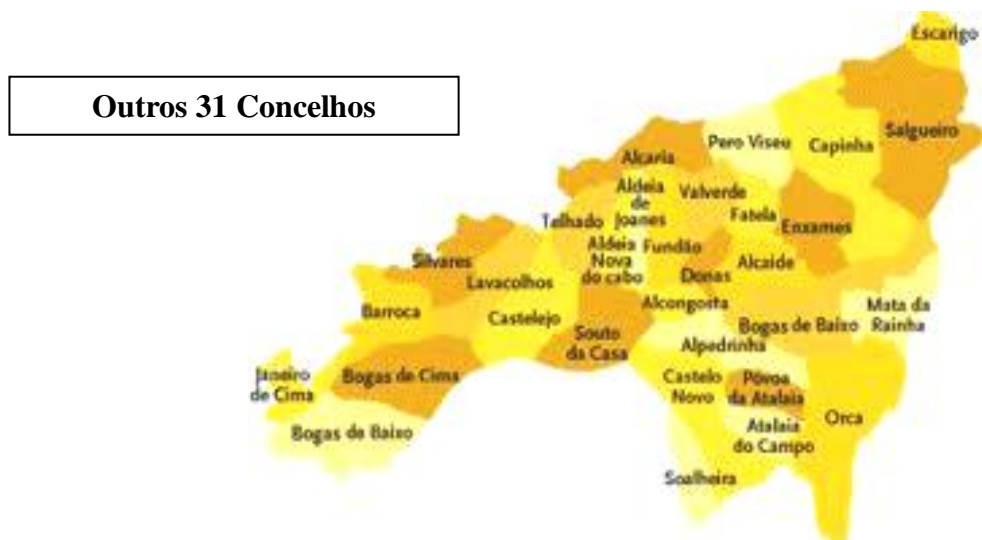 Outros 31 Concelhos
Escarigo
Salgueiro
Pero Viseu
Capinha
Alcaria
Aldeia
de
Joanes
Valverde
Telhado
Fatela
Enxames
Aldeia
Nova
do cabo
Fundão
Donas
Alcaide
Silvares
Lavacolhos
Barroca
Castelejo
Alcongosta
Souto
da Casa
Bogas de Baixo
Mata da
Rainha
Alpedrinha
Janeiro
de Cima
Bogas de Cima
Castelo
Novo
Póvoa
da Atalaia
Orca
Bogas de Baixo
Atalaia
do Campo
Soalheira